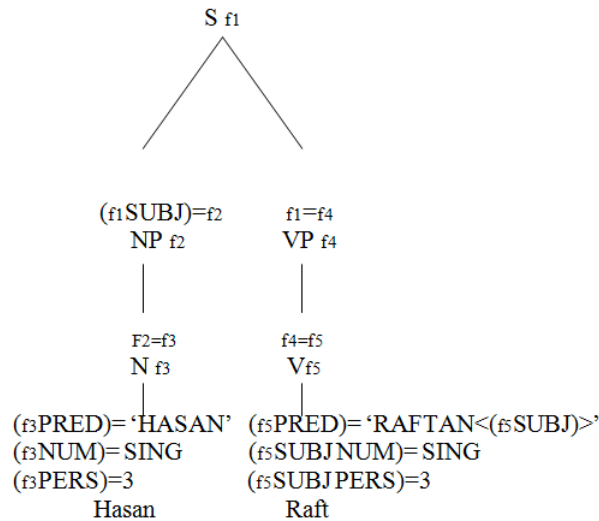 S f1
(f1SUBJ)=f2 f1=f4
NP f2 VP f4
F2=f3 f4=f5
N f3 Vf5
(f3PRED)= ‘HASAN’ (f5PRED)= ‘RAFTAN<(f5SUBJ)>’
(f3NUM)= SING (f5SUBJ NUM)= SING
(f3PERS)=3 (f5SUBJ PERS)=3
Hasan Raft